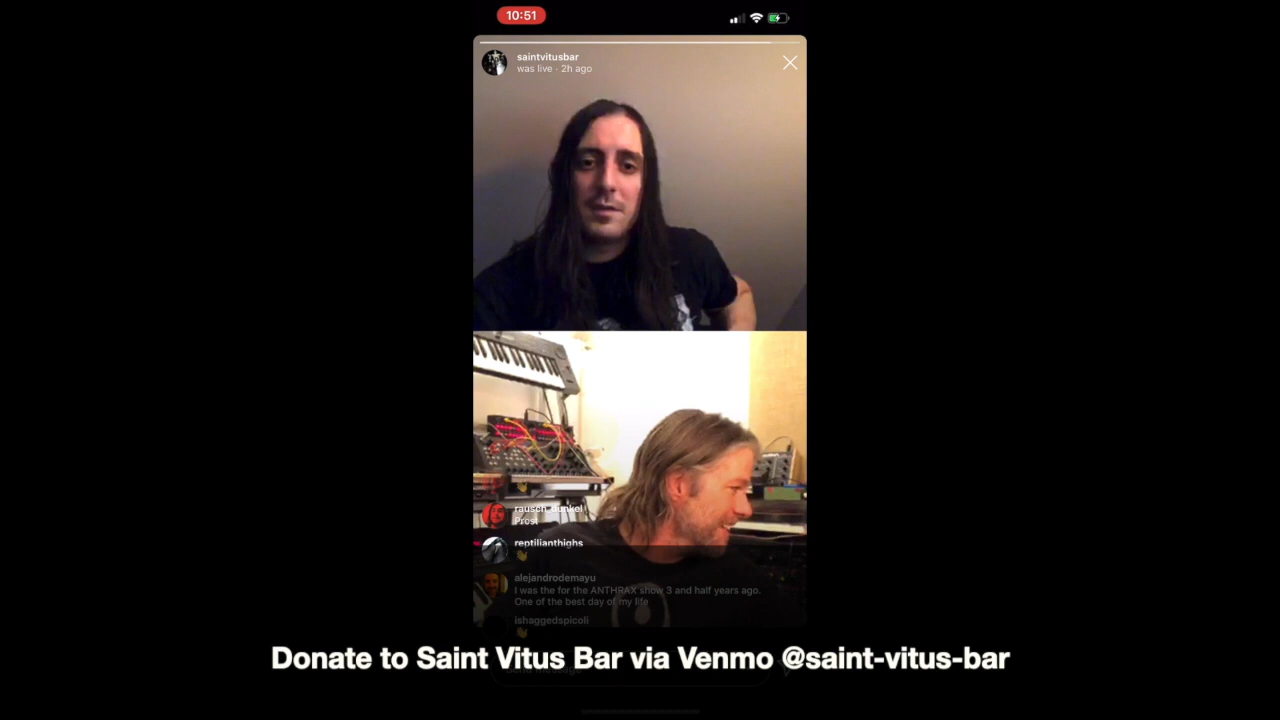 10:51
saintvitusbar
was live · 2h ago
rausch_dunkel
Prost
reptilianthighs
alejandrodemayu
I was the for the ANTHRAX show 3 and half years ago.
One of the best day of my life
ishaggedspicoli
Donate to Saint Vitus Bar via Venmo @saint-vitus-bar